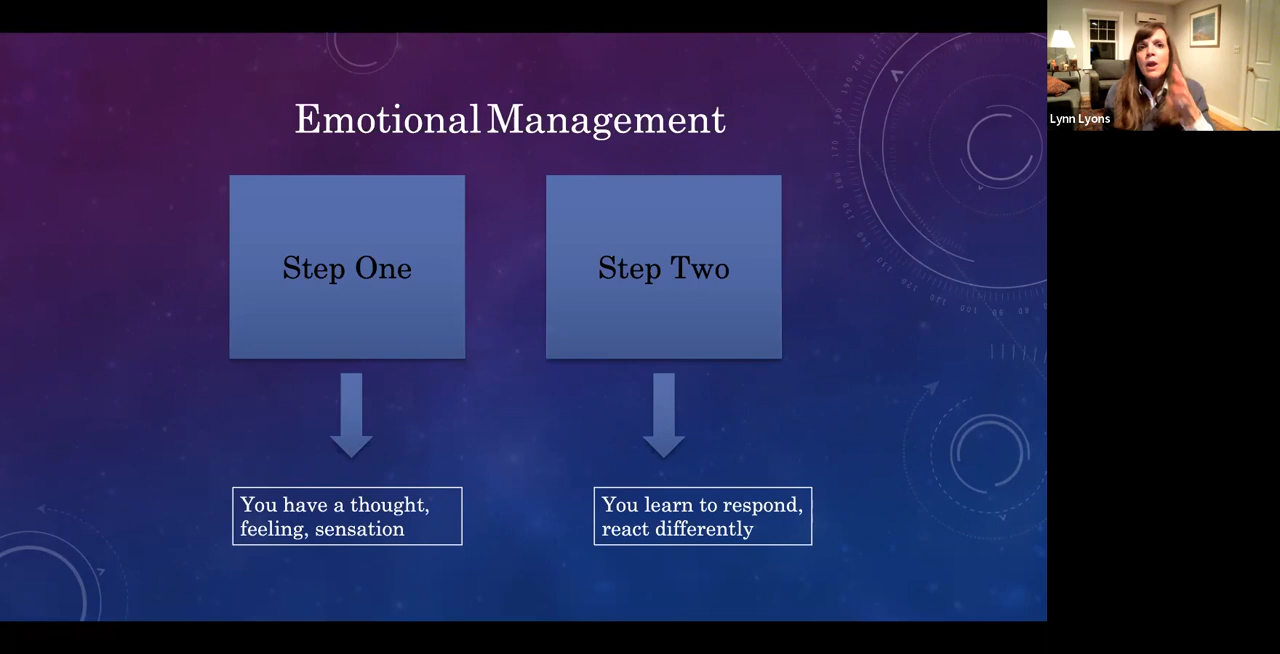 Emotional Management
Step One
Step Two
You have a thought,
feeling, sensation
You learn to respond,
react differently
Lynn Lyons